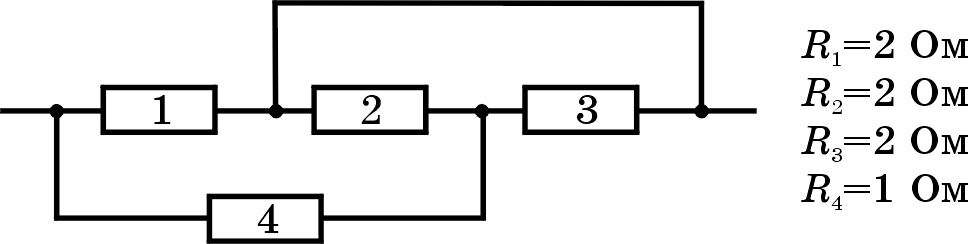 1 2 3
4
R₁=2 Ом
R₂=2 Ом
R₃=2 Ом
R₄=1 Ом